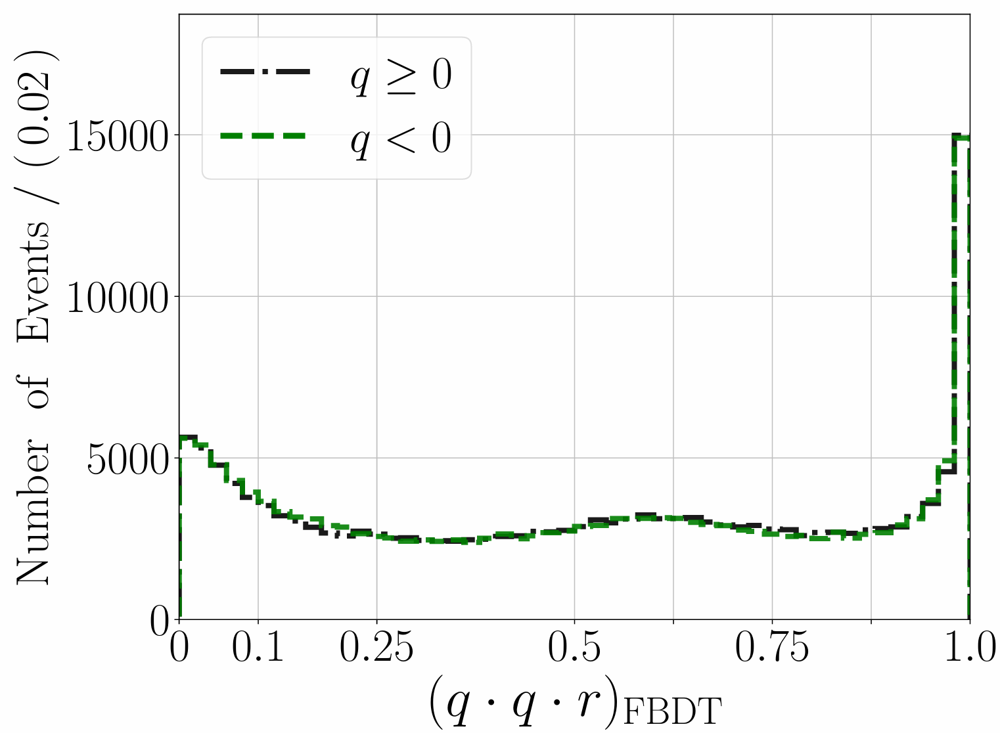 Number of Events / ( 0.02 )
q ≥ 0
q < 0
15000
10000
5000
0
0 0.1 0.25 0.5 0.75 1.0
(q · q · r)FBDT